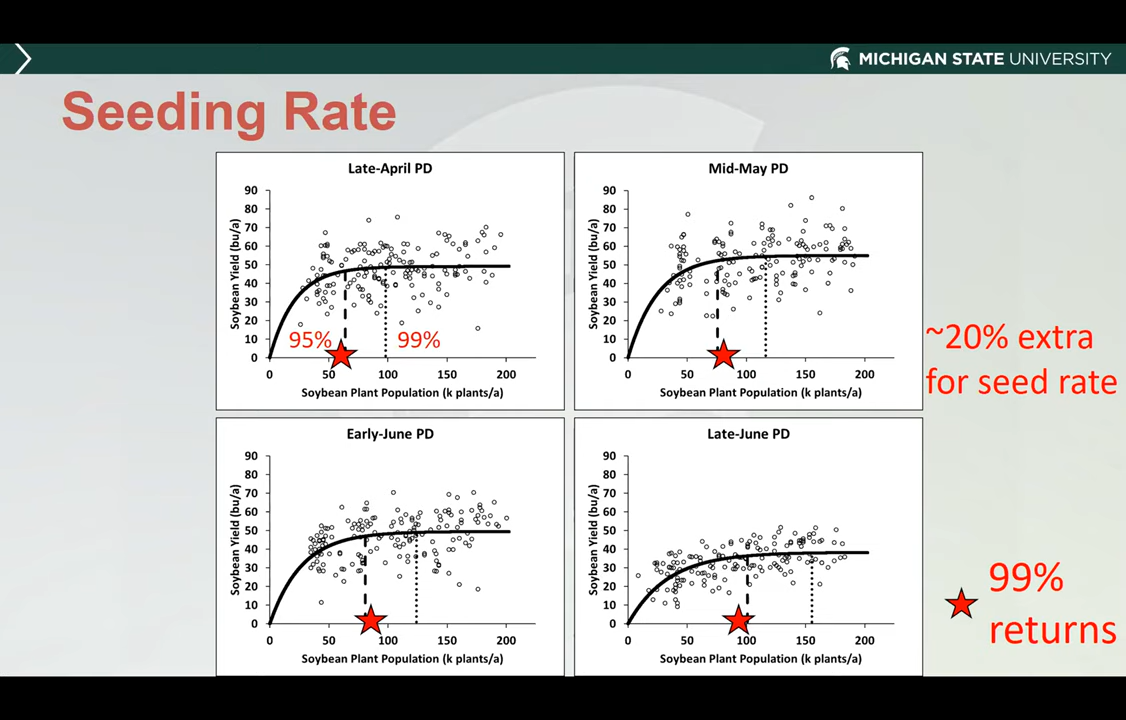 MICHIGAN STATE UNIVERSITY
Seeding Rate
Late-April PD
Soybean Yield (bu/a)
90
80
70
60
50
40
30
20
10
0
95%
99%
0 50 100 150 200
Soybean Plant Population (k plants/a)
Mid-May PD
Soybean Yield (bu/a)
90
80
70
60
50
40
30
20
10
0
0 50 100 150 200
Soybean Plant Population (k plants/a)
~20% extra
for seed rate
Early-June PD
Soybean Yield (bu/a)
90
80
70
60
50
40
30
20
10
0
0 50 100 150 200
Soybean Plant Population (k plants/a)
Late-June PD
Soybean Yield (bu/a)
90
80
70
60
50
40
30
20
10
0
0 50 100 150 200
Soybean Plant Population (k plants/a)
99%
returns